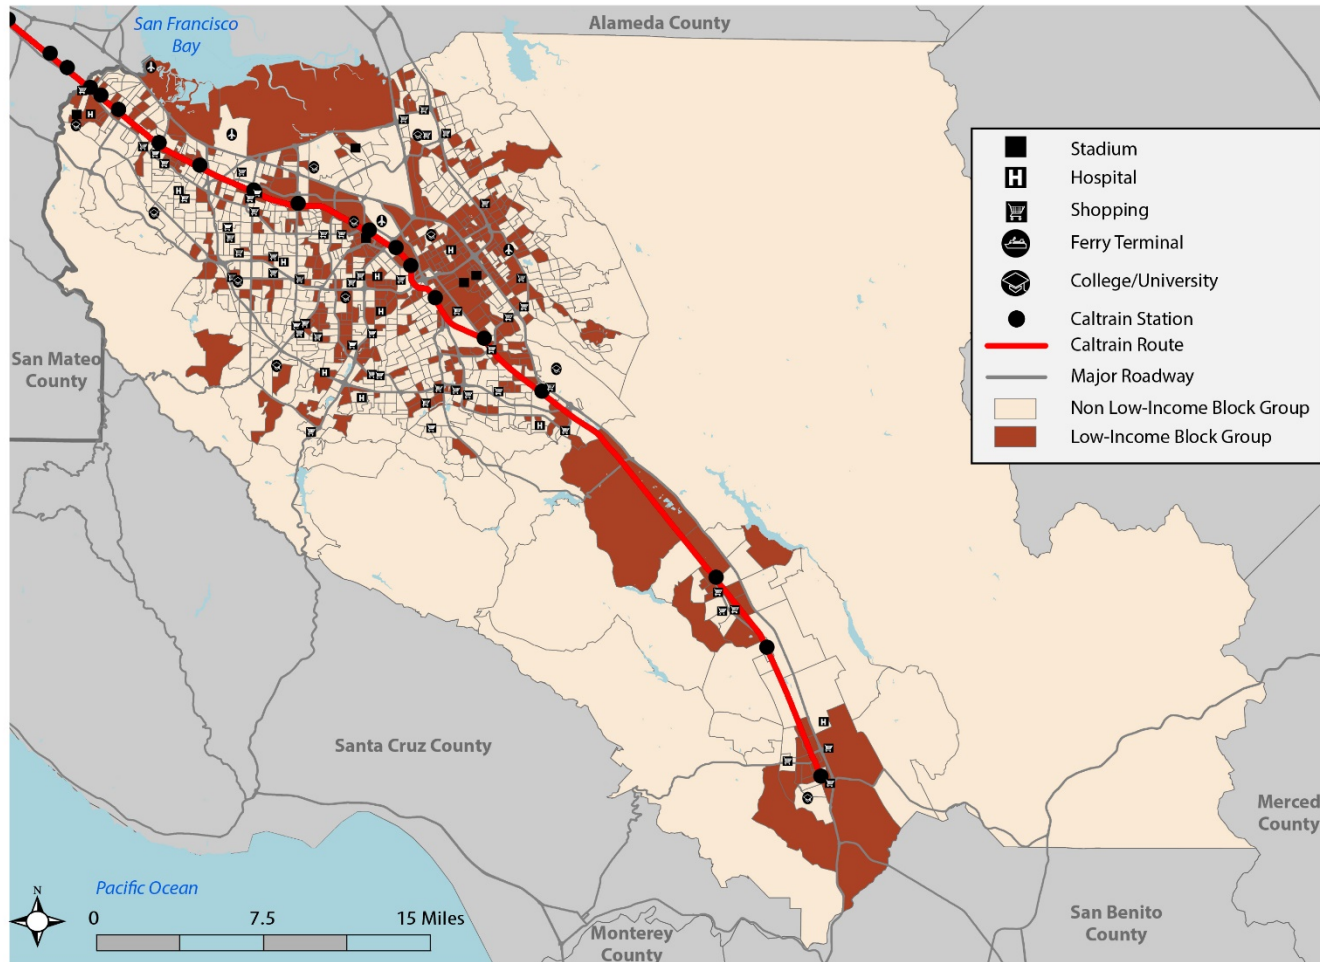 San Francisco
Bay
Alameda County
Stadium
H
Hospital
Shopping
Ferry Terminal
College/University
Caltrain Station
Caltrain Route
Major Roadway
Non Low-Income Block Group
Low-Income Block Group
San Mateo
County
Santa Cruz County
Merced
County
Pacific Ocean
N
0
7.5
15 Miles
San Benito
County
Monterey
County